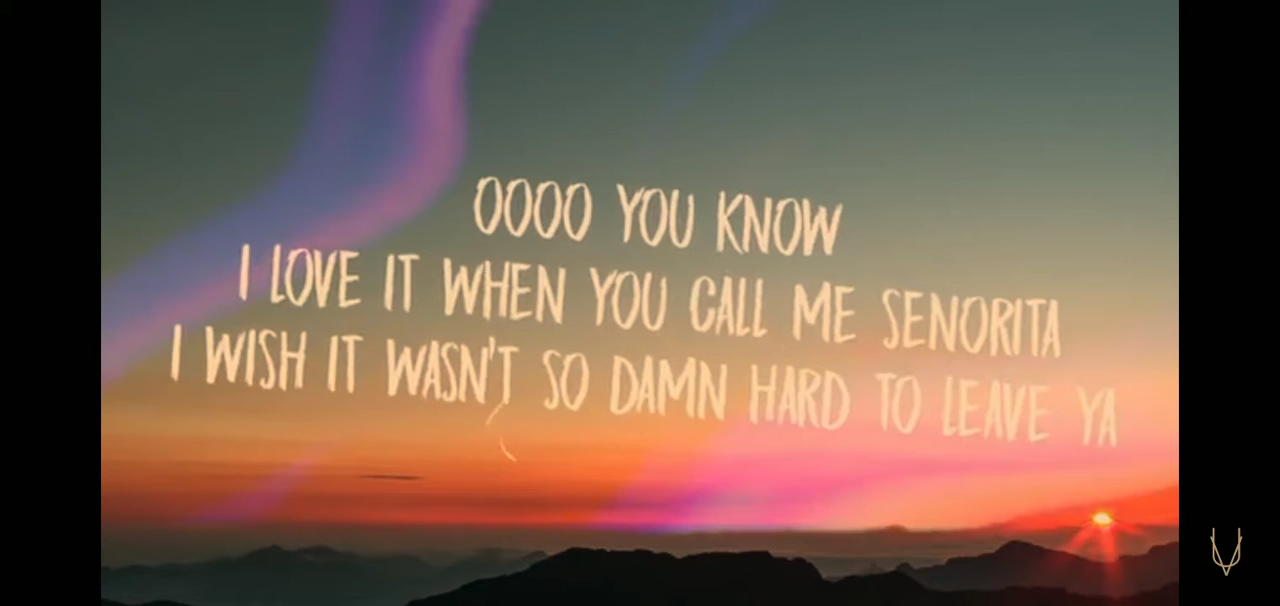 OOOO YOU KNOW
I LOVE IT WHEN YOU CALL ME SENORITA
I WISH IT WASN'T SO DAMN HARD TO LEAVE YA